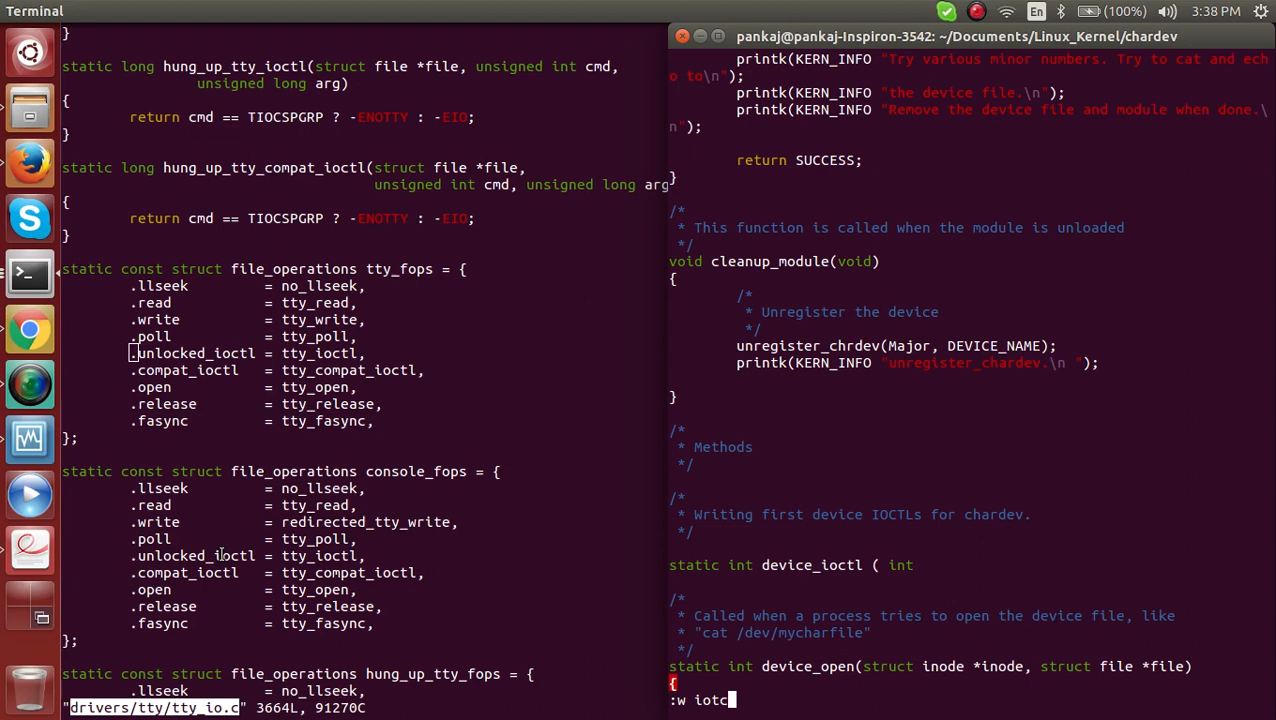 Terminal
En
(100%)
3:38 PM
}
static long hung_up_tty_ioctl(struct file *file, unsigned int cmd,
unsigned long arg)
{
return cmd == TIOCSPGRP ? -ENOTTY : -EIO;
}
static long hung_up_tty_compat_ioctl(struct file *file,
unsigned int cmd, unsigned long arg
{
return cmd == TIOCSPGRP ? -ENOTTY : -EIO;
}
static const struct file_operations tty_fops = {
.llseek = no_llseek,
.read = tty_read,
.write = tty_write,
.poll = tty_poll,
.unlocked_ioctl = tty_ioctl,
.compat_ioctl = tty_compat_ioctl,
.open = tty_open,
.release = tty_release,
.fasync = tty_fasync,
};
static const struct file_operations console_fops = {
.llseek = no_llseek,
.read = tty_read,
.write = redirected_tty_write,
.poll = tty_poll,
.unlocked_ioctl = tty_ioctl,
.compat_ioctl = tty_compat_ioctl,
.open = tty_open,
.release = tty_release,
.fasync = tty_fasync,
};
static const struct file_operations hung_up_tty_fops = {
.llseek = no_llseek,
"drivers/tty/tty_io.c" 3664L, 91270C
pankaj@pankaj-Inspiron-3542: ~/Documents/Linux_Kernel/chardev
printk(KERN_INFO "Try various minor numbers. Try to cat and ech
o to\n");
printk(KERN_INFO "the device file.\n");
printk(KERN_INFO "Remove the device file and module when done.\
n");
return SUCCESS;
}
/*
* This function is called when the module is unloaded
*/
void cleanup_module(void)
{
/*
* Unregister the device
*/
unregister_chrdev(Major, DEVICE_NAME);
printk(KERN_INFO "unregister_chardev.\n ");
}
/*
* Methods
*/
/*
* Writing first device IOCTLs for chardev.
*/
static int device_ioctl ( int
/*
* Called when a process tries to open the device file, like
* "cat /dev/mycharfile"
*/
static int device_open(struct inode *inode, struct file *file)
{
:w iotc